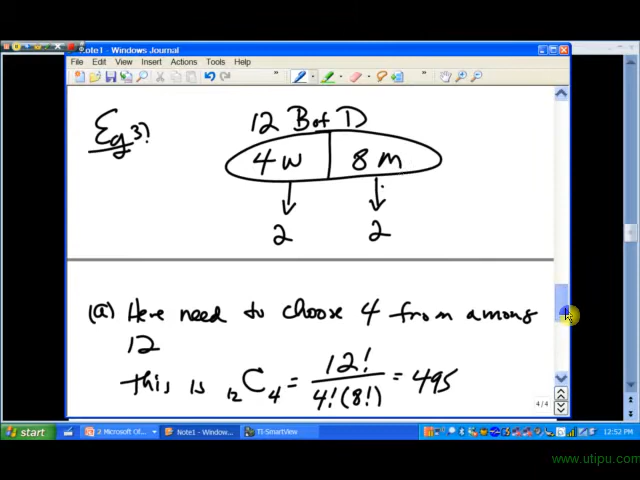 Note1 - Windows Journal
File Edit View Insert Actions Tools Help
Eg 3)
12 B of D
4 w 8 m
2 2
(a) Here need to choose 4 from among
12
This is 12C4 = 12! / 4!(8!) = 495
4/4
start 2 Microsoft Of... Note1 - Window... TI-SmartView 12:52 PM
www.utipu.com